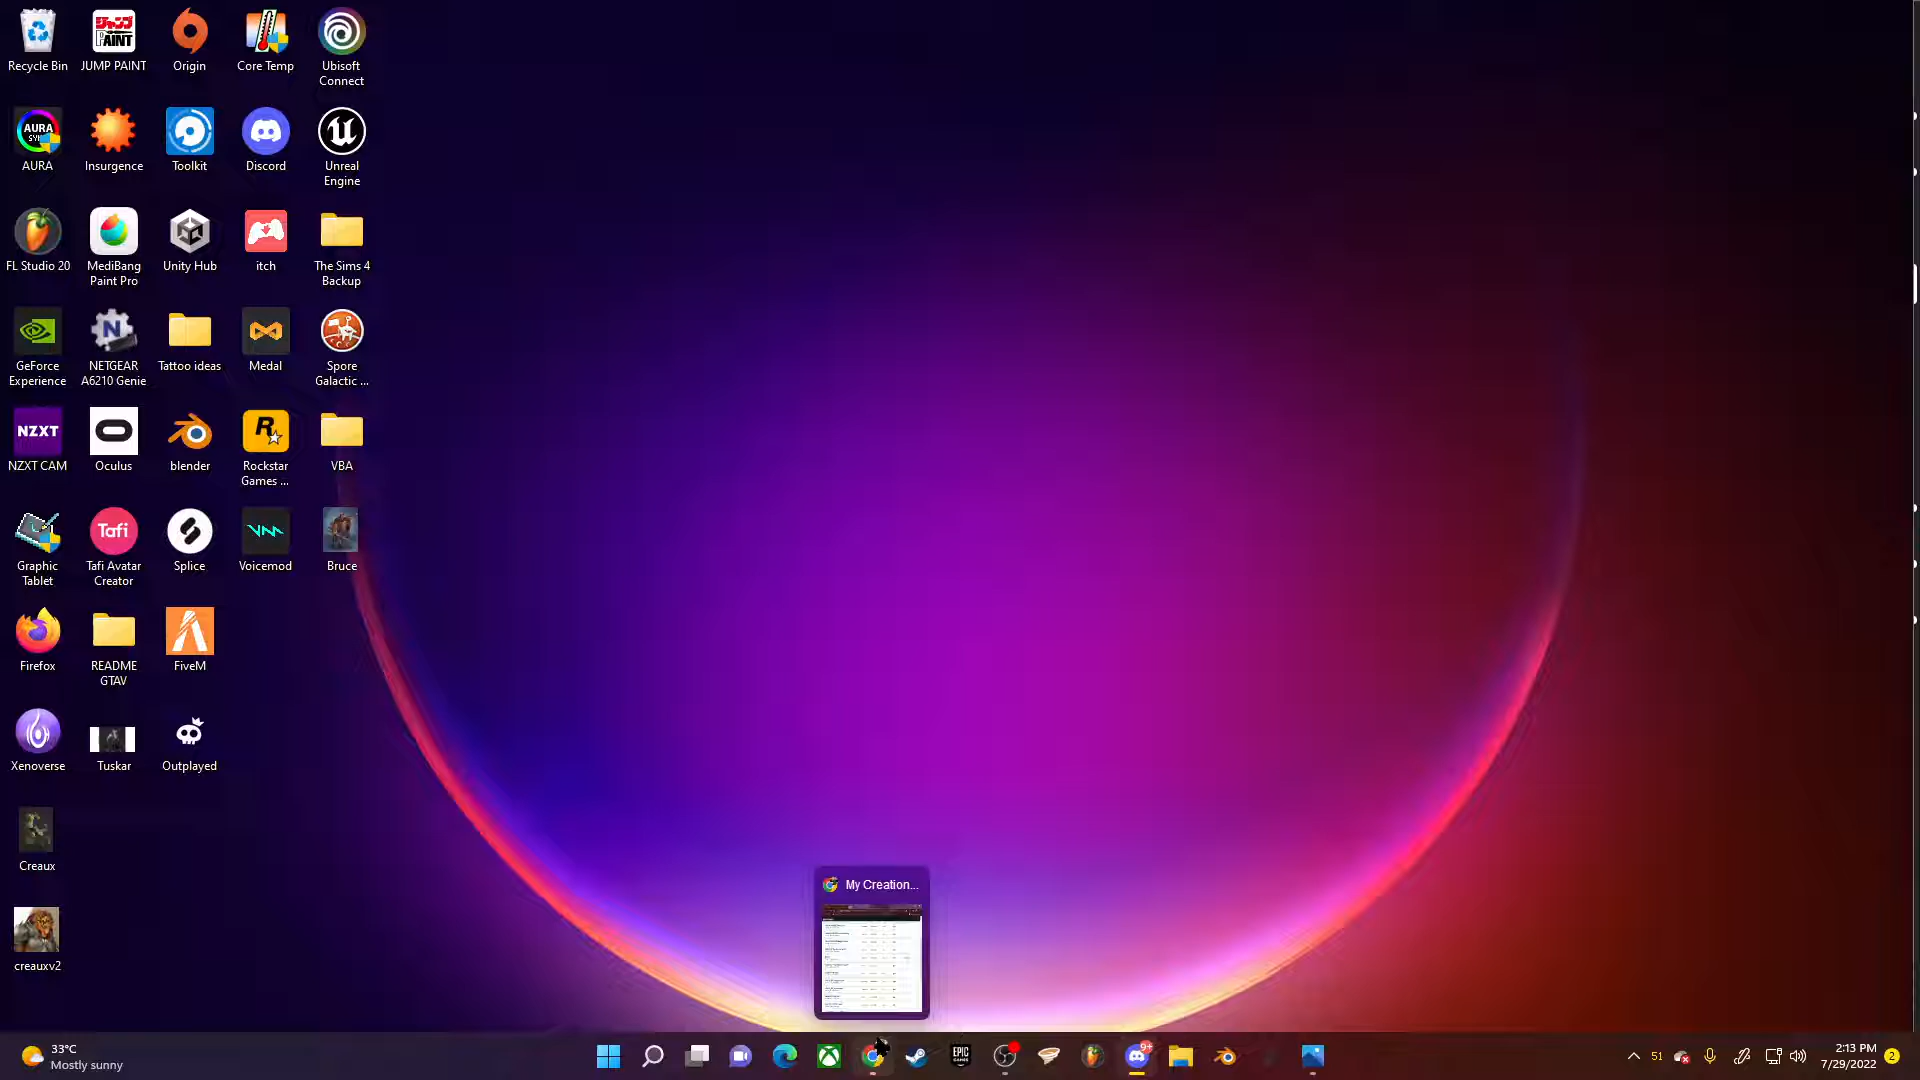 Recycle Bin
JUMP PAINT
Origin
Core Temp
Ubisoft
Connect
AURA
Insurgence
Toolkit
Discord
Unreal
Engine
FL Studio 20
MediBang
Paint Pro
Unity Hub
itch
The Sims 4
Backup
GeForce
Experience
NETGEAR
A6210 Genie
Tattoo ideas
Medal
Spore
Galactic ...
NZXT
NZXT CAM
Oculus
blender
Rockstar
Games ...
VBA
Graphic
Tablet
Tafi
Tafi Avatar
Creator
Splice
Voicemod
Bruce
Firefox
README
GTAV
FiveM
Xenoverse
Tuskar
Outplayed
Creaux
creauxv2
My Creation...
33°C
Mostly sunny
EPIC
GAMES
9+
51
2:13 PM
7/29/2022
2